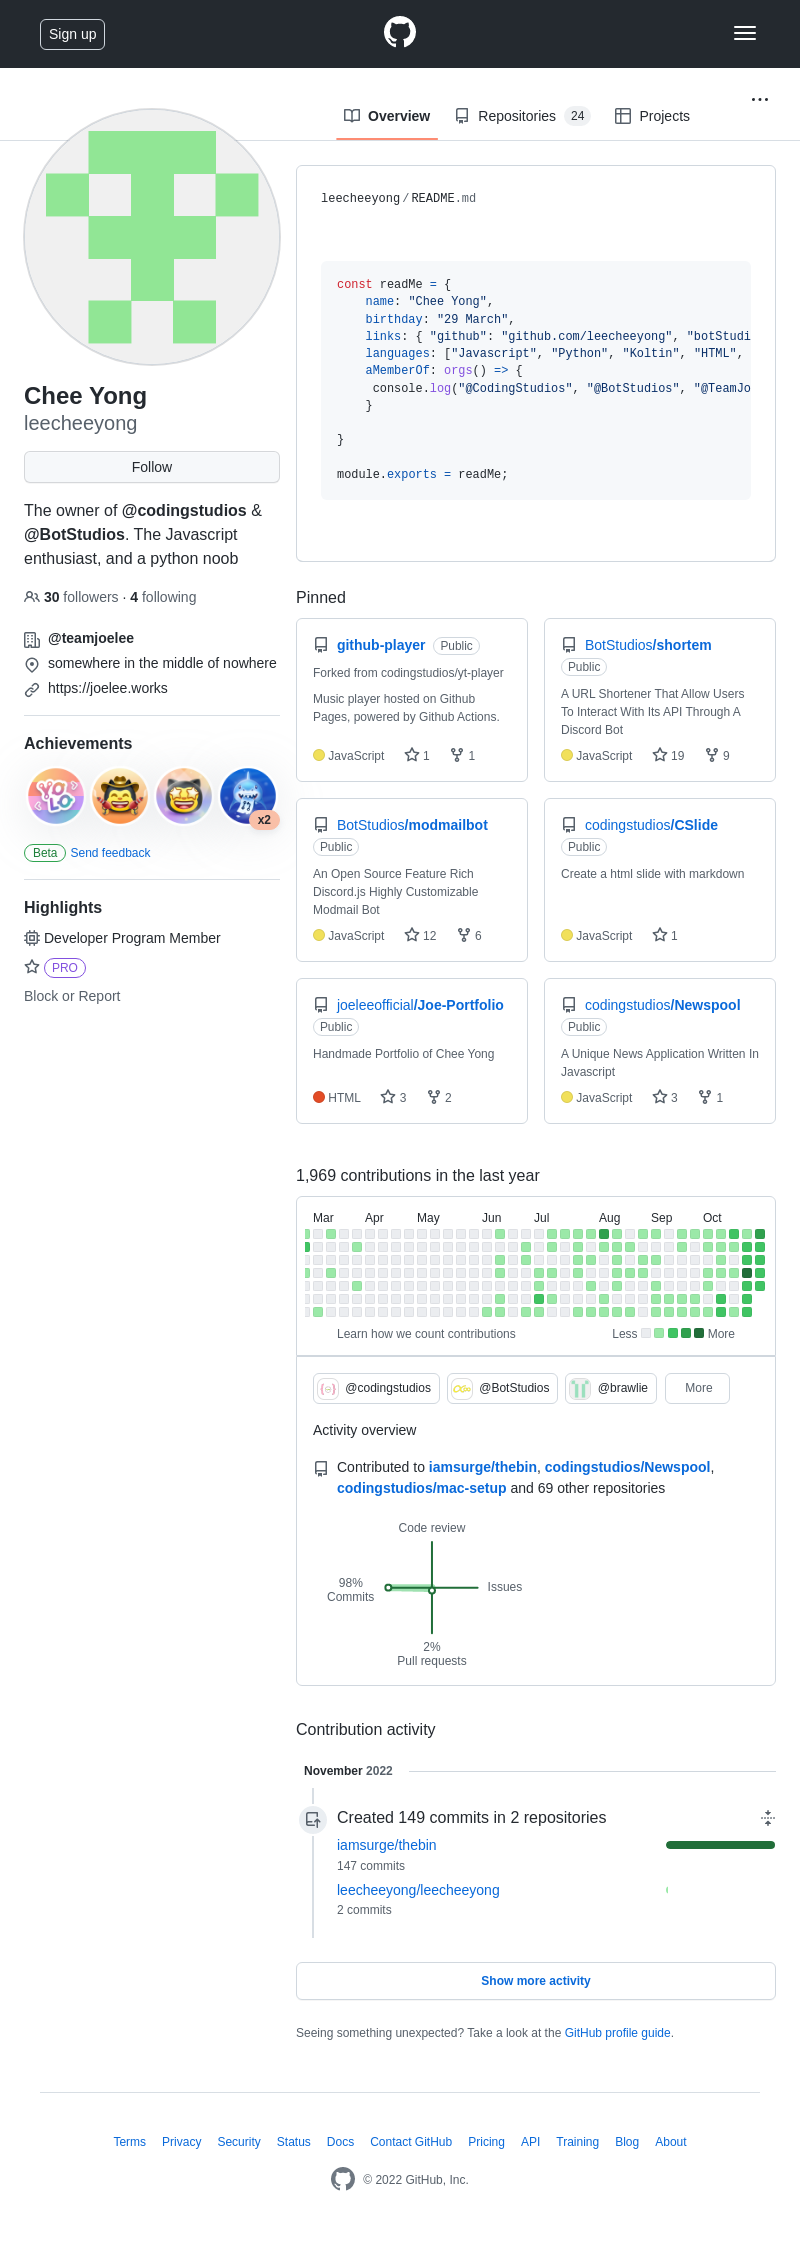 Sign up
Overview
Repositories 24
Projects
leecheeyong/README.md
const readMe = {
name: "Chee Yong",
birthday: "29 March",
links: { "github": "github.com/leecheeyong", "botStudi
languages: ["Javascript", "Python", "Koltin", "HTML",
aMemberOf: orgs() => {
console.log("@CodingStudios", "@BotStudios", "@TeamJo
}
}
module.exports = readMe;
Chee Yong
leecheeyong
Follow
The owner of @codingstudios &
@BotStudios. The Javascript
enthusiast, and a python noob
30 followers · 4 following
@teamjoelee
somewhere in the middle of nowhere
https://joelee.works
Achievements
YOLO
x2
Beta Send feedback
Highlights
Developer Program Member
PRO
Block or Report
Pinned
github-player Public
Forked from codingstudios/yt-player
Music player hosted on Github
Pages, powered by Github Actions.
JavaScript 1 1
BotStudios/shortem
Public
A URL Shortener That Allow Users
To Interact With Its API Through A
Discord Bot
JavaScript 19 9
BotStudios/modmailbot
Public
An Open Source Feature Rich
Discord.js Highly Customizable
Modmail Bot
JavaScript 12 6
codingstudios/CSlide
Public
Create a html slide with markdown
JavaScript 1
joeleeofficial/Joe-Portfolio
Public
Handmade Portfolio of Chee Yong
HTML 3 2
codingstudios/Newspool
Public
A Unique News Application Written In
Javascript
JavaScript 3 1
1,969 contributions in the last year
Mar Apr May Jun Jul Aug Sep Oct
Learn how we count contributions
Less More
@codingstudios @BotStudios @brawlie More
Activity overview
Contributed to iamsurge/thebin, codingstudios/Newspool,
codingstudios/mac-setup and 69 other repositories
Code review
98%
Commits
Issues
2%
Pull requests
Contribution activity
November 2022
Created 149 commits in 2 repositories
iamsurge/thebin
147 commits
leecheeyong/leecheeyong
2 commits
Show more activity
Seeing something unexpected? Take a look at the GitHub profile guide.
Terms Privacy Security Status Docs Contact GitHub Pricing API Training Blog About
© 2022 GitHub, Inc.